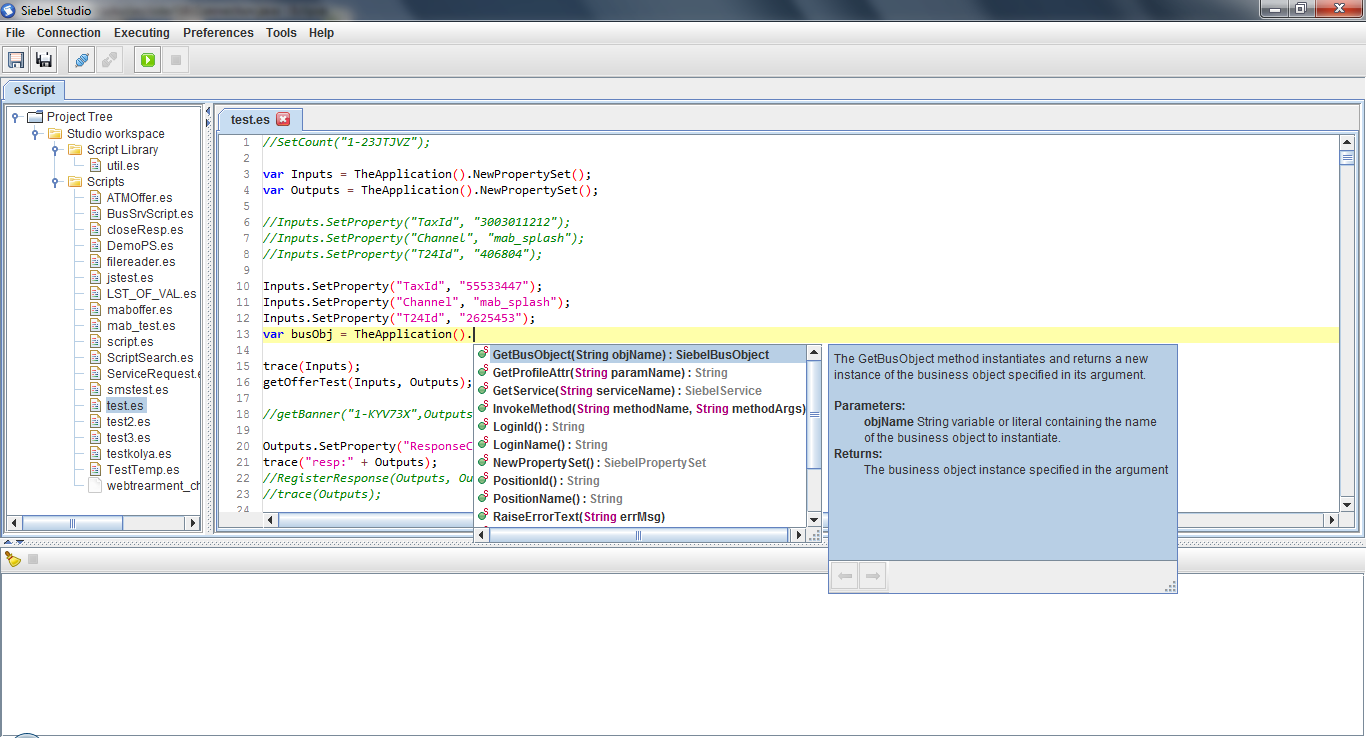 Siebel Studio
File Connection Executing Preferences Tools Help
eScript
Project Tree
Studio workspace
Script Library
util.es
Scripts
ATMOffer.es
BusSrvScript.es
closeResp.es
DemoPS.es
filereader.es
jstest.es
LST_OF_VAL.es
maboffer.es
mab_test.es
script.es
ScriptSearch.es
ServiceRequest.e
smstest.es
test.es
test2.es
test3.es
testkolya.es
TestTemp.es
webtrearment_ch
test.es
1 //SetCount("1-23JTJVZ");
2
3 var Inputs = TheApplication().NewPropertySet();
4 var Outputs = TheApplication().NewPropertySet();
5
6 //Inputs.SetProperty("TaxId", "3003011212");
7 //Inputs.SetProperty("Channel", "mab_splash");
8 //Inputs.SetProperty("T24Id", "406804");
9
10 Inputs.SetProperty("TaxId", "55533447");
11 Inputs.SetProperty("Channel", "mab_splash");
12 Inputs.SetProperty("T24Id", "2625453");
13 var busObj = TheApplication().
14
15 trace(Inputs);
16 getOfferTest(Inputs, Outputs);
17
18 //getBanner("1-KYV73X",Outputs
19
20 Outputs.SetProperty("ResponseC
21 trace("resp:" + Outputs);
22 //RegisterResponse(Outputs, Ou
23 //trace(Outputs);
24
GetBusObject(String objName) : SiebelBusObject
GetProfileAttr(String paramName) : String
GetService(String serviceName) : SiebelService
InvokeMethod(String methodName, String methodArgs)
LoginId() : String
LoginName() : String
NewPropertySet() : SiebelPropertySet
PositionId() : String
PositionName() : String
RaiseErrorText(String errMsg)
The GetBusObject method instantiates and returns a new
instance of the business object specified in its argument.
Parameters:
objName String variable or literal containing the name
of the business object to instantiate.
Returns:
The business object instance specified in the argument